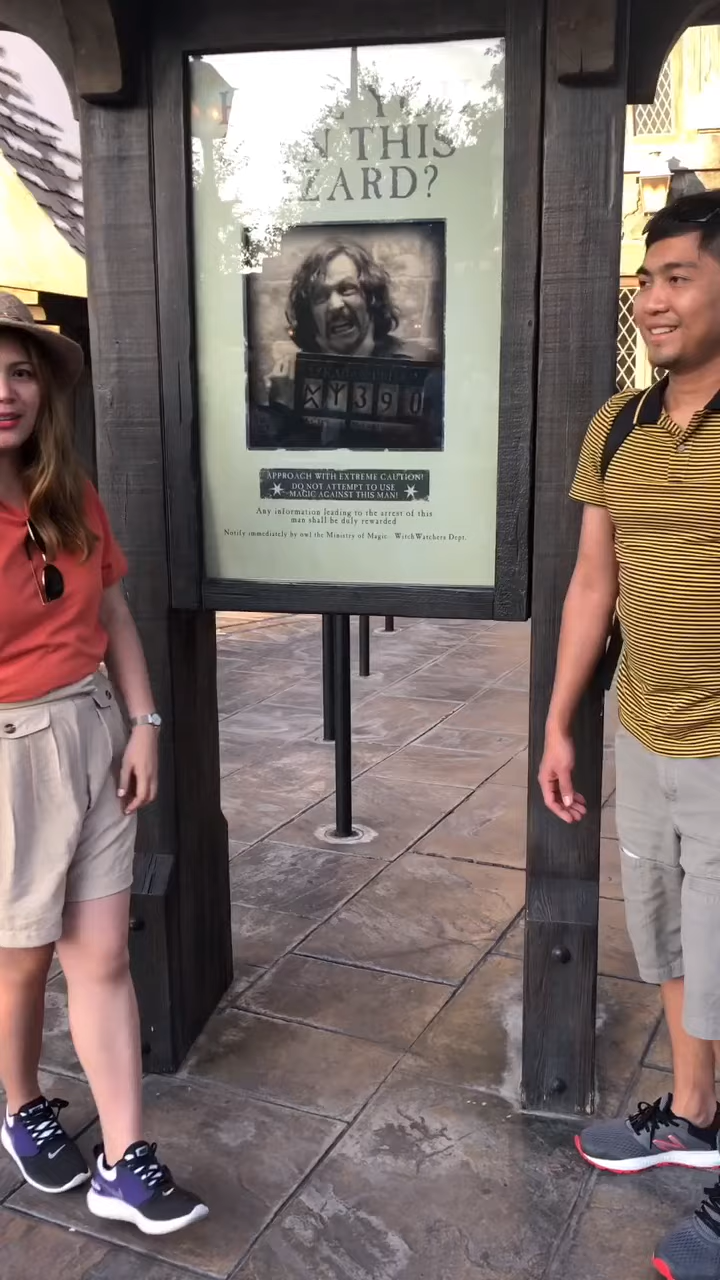 THIS
ZARD?
390
APPROACH WITH EXTREME CAUTION!
DO NOT ATTEMPT TO USE
MAGIC AGAINST THIS MAN!
Any information leading to the arrest of this
man shall be duly rewarded
Notify immediately by owl the Ministry of Magic - WitchWatchers Dept.